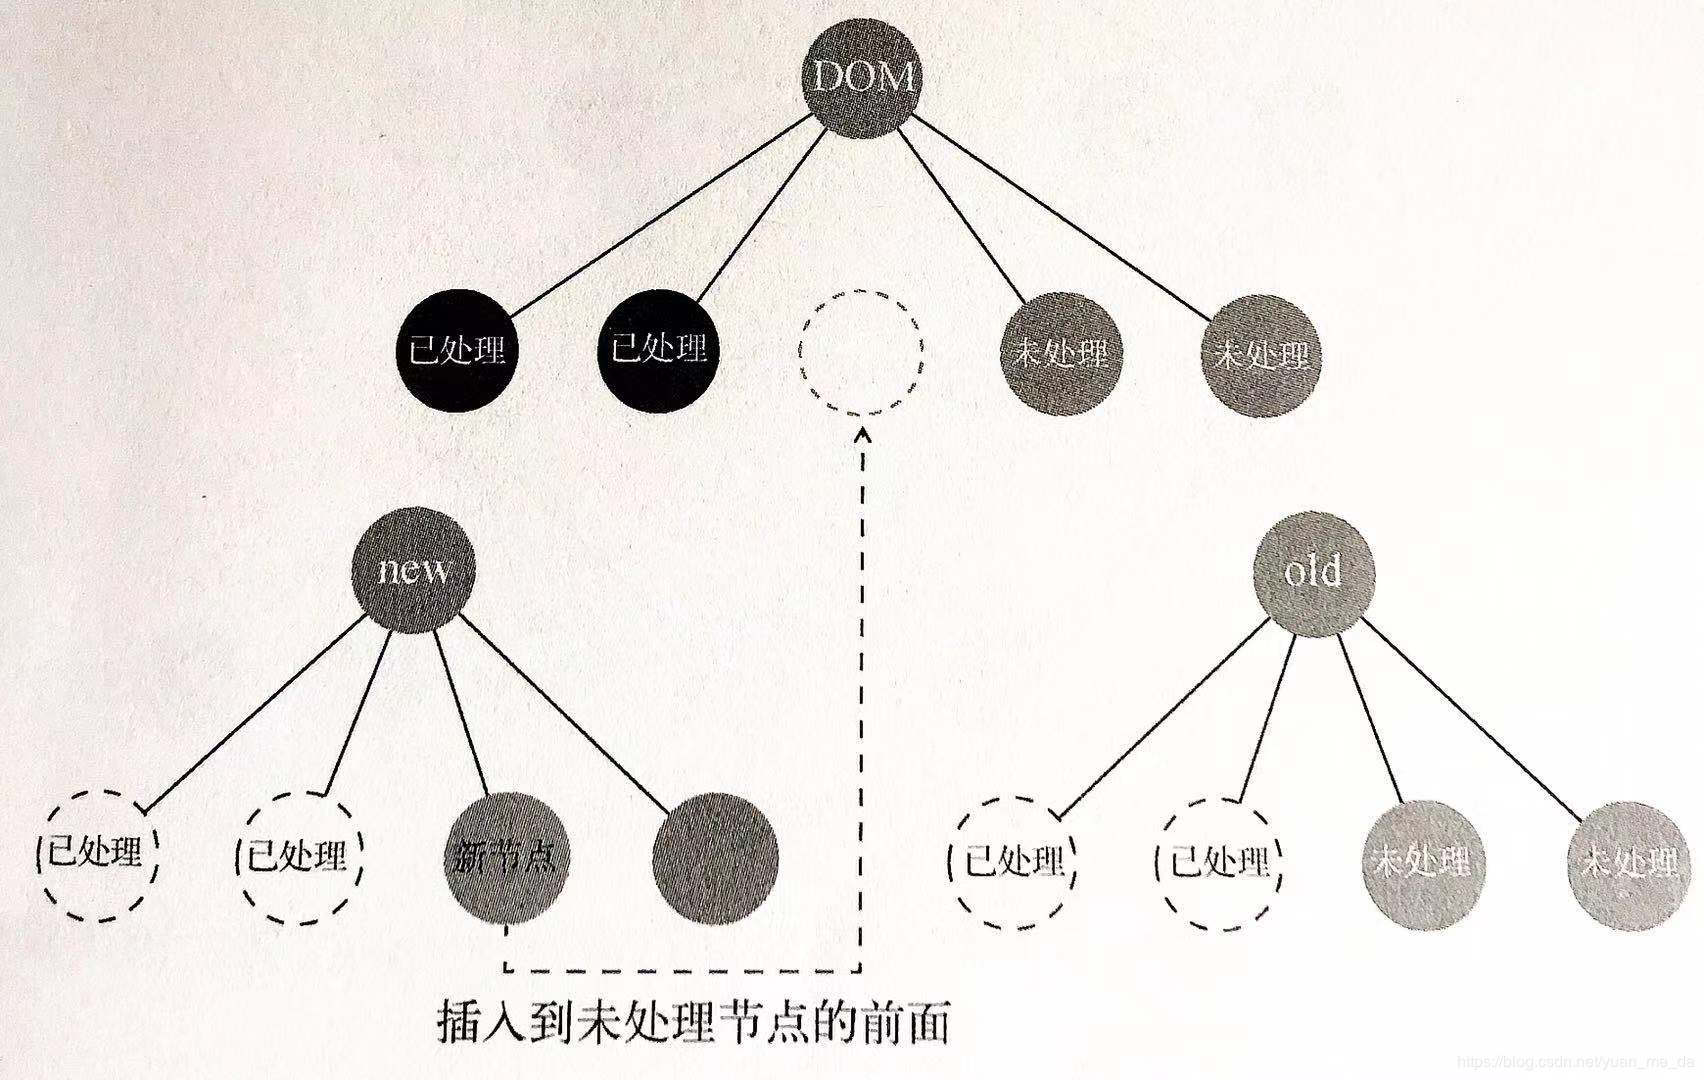 DOM
已处理
已处理
未处理
未处理
new
old
已处理
已处理
新节点
已处理
已处理
未处理
未处理
插入到未处理节点的前面
https://blog.csdn.net/yuan_ma_da